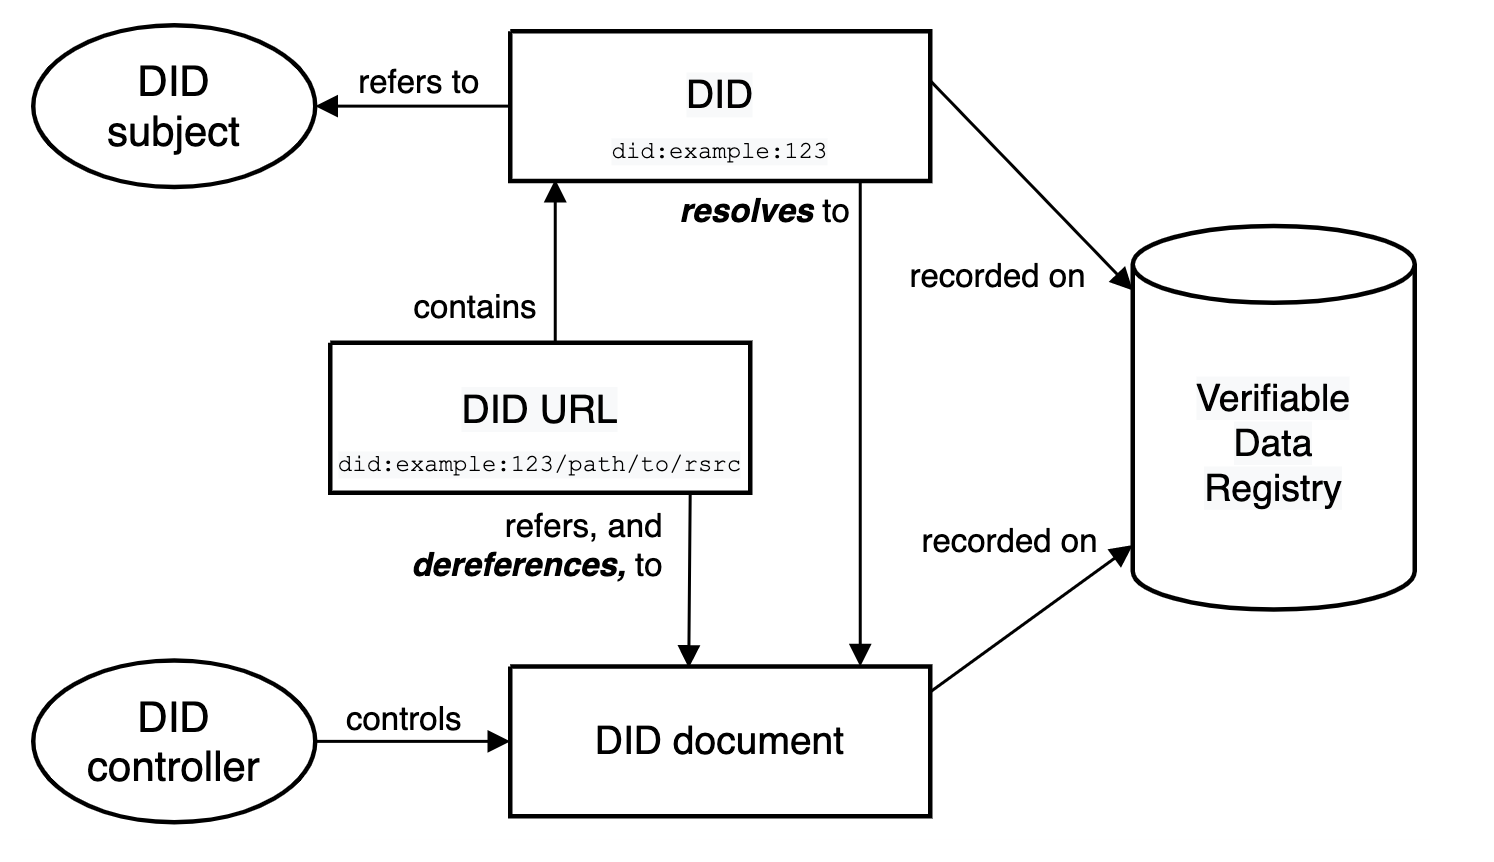 DID
subject
refers to
DID
did:example:123
resolves to
recorded on
contains
DID URL
did:example:123/path/to/rsrc
Verifiable
Data
Registry
refers, and
dereferences, to
recorded on
DID
controller
controls
DID document